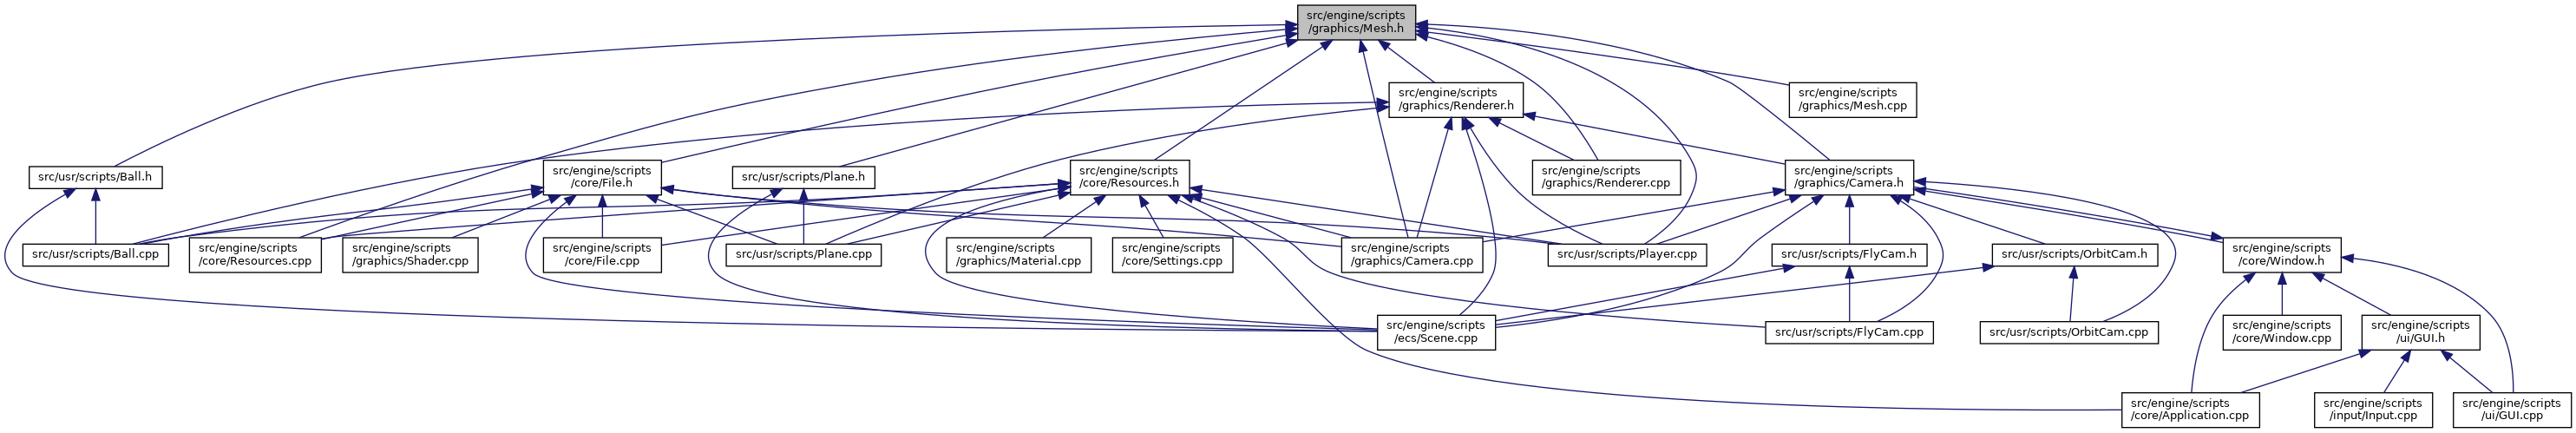 src/engine/scripts
/graphics/Mesh.h
src/engine/scripts
/graphics/Renderer.h
src/engine/scripts
/graphics/Mesh.cpp
src/usr/scripts/Ball.h
src/engine/scripts
/core/File.h
src/usr/scripts/Plane.h
src/engine/scripts
/core/Resources.h
src/engine/scripts
/graphics/Renderer.cpp
src/engine/scripts
/graphics/Camera.h
src/usr/scripts/Ball.cpp
src/engine/scripts
/core/Resources.cpp
src/engine/scripts
/graphics/Shader.cpp
src/engine/scripts
/core/File.cpp
src/usr/scripts/Plane.cpp
src/engine/scripts
/graphics/Material.cpp
src/engine/scripts
/core/Settings.cpp
src/engine/scripts
/graphics/Camera.cpp
src/usr/scripts/Player.cpp
src/usr/scripts/FlyCam.h
src/usr/scripts/OrbitCam.h
src/engine/scripts
/core/Window.h
src/engine/scripts
/ecs/Scene.cpp
src/usr/scripts/FlyCam.cpp
src/usr/scripts/OrbitCam.cpp
src/engine/scripts
/core/Window.cpp
src/engine/scripts
/ui/GUI.h
src/engine/scripts
/core/Application.cpp
src/engine/scripts
/input/Input.cpp
src/engine/scripts
/ui/GUI.cpp